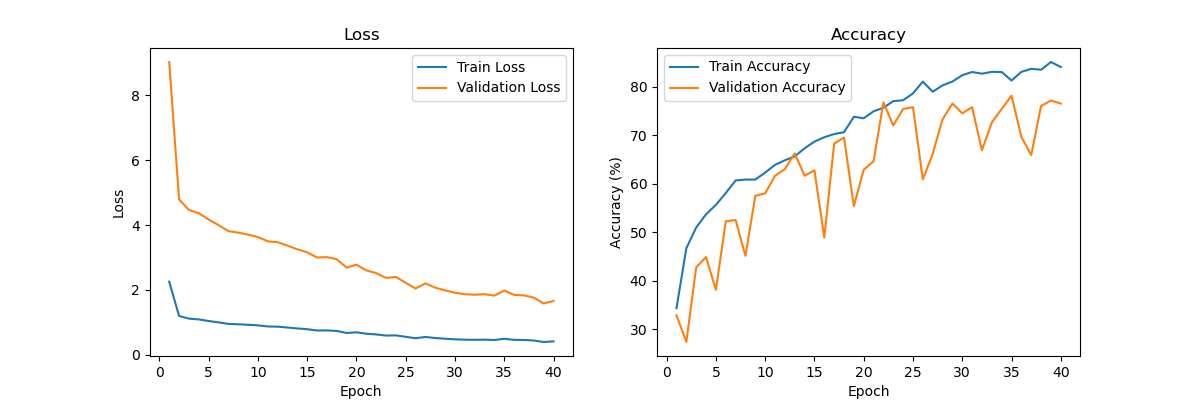 Loss
Train Loss
Validation Loss
Loss
8
6
4
2
0
0 5 10 15 20 25 30 35 40
Epoch
Accuracy
Train Accuracy
Validation Accuracy
Accuracy (%)
80
70
60
50
40
30
0 5 10 15 20 25 30 35 40
Epoch